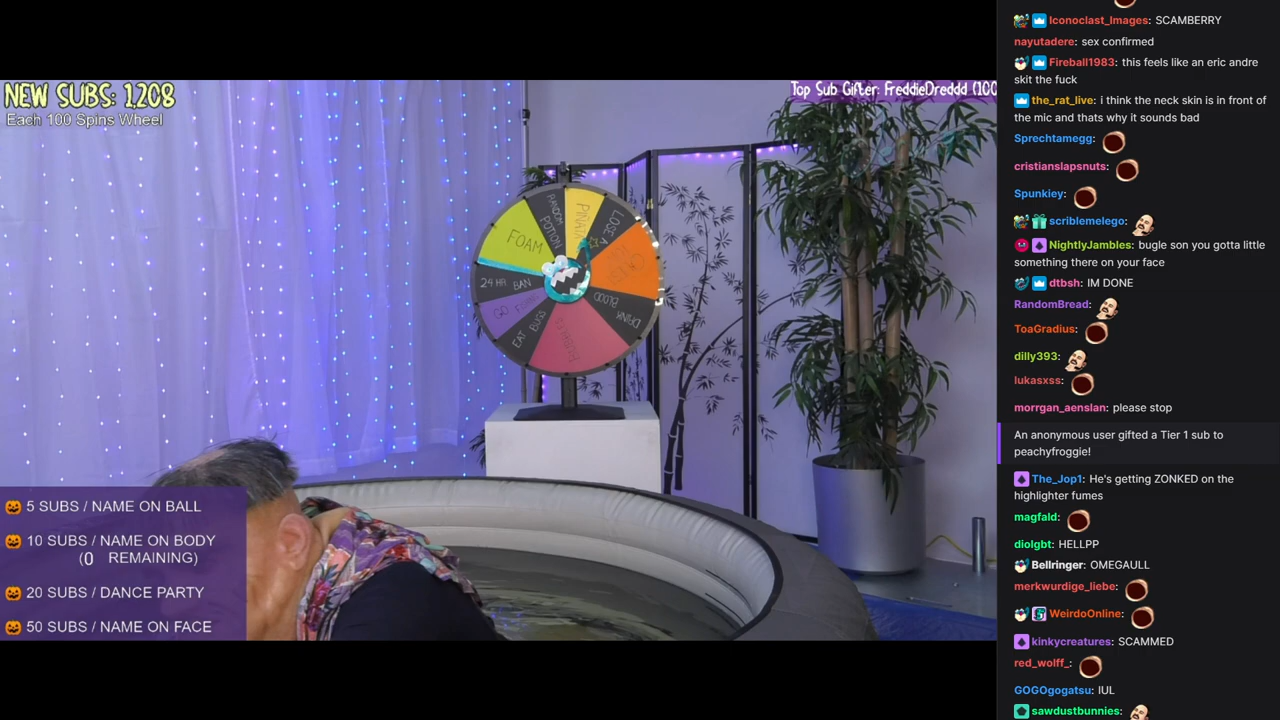 NEW SUBS: 1,208
Each 100 Spins Wheel
Top Sub Gifter: FreddieDreddd (100
FOAM
RANDOM
POTION
PINATA
LOSE A
DRINK
BLOOD
EAT BUGS
24 HR BAN
5 SUBS / NAME ON BALL
10 SUBS / NAME ON BODY
(0 REMAINING)
20 SUBS / DANCE PARTY
50 SUBS / NAME ON FACE
Iconoclast_Images: SCAMBERRY
nayutadere: sex confirmed
Fireball1983: this feels like an eric andre
skit the fuck
the_rat_live: i think the neck skin is in front of
the mic and thats why it sounds bad
Sprechtamegg:
cristianslapsnuts:
Spunkiey:
scriblemelego:
NightlyJambles: bugle son you gotta little
something there on your face
dtbsh: IM DONE
RandomBread:
ToaGradius:
dilly393:
lukasxss:
morrgan_aenslan: please stop
An anonymous user gifted a Tier 1 sub to
peachyfroggie!
The_Jop1: He's getting ZONKED on the
highlighter fumes
magfald:
diolgbt: HELLPP
Bellringer: OMEGAULL
merkwurdige_liebe:
WeirdoOnline:
kinkycreatures: SCAMMED
red_wolff_:
GOGOgogatsu: IUL
sawdustbunnies: